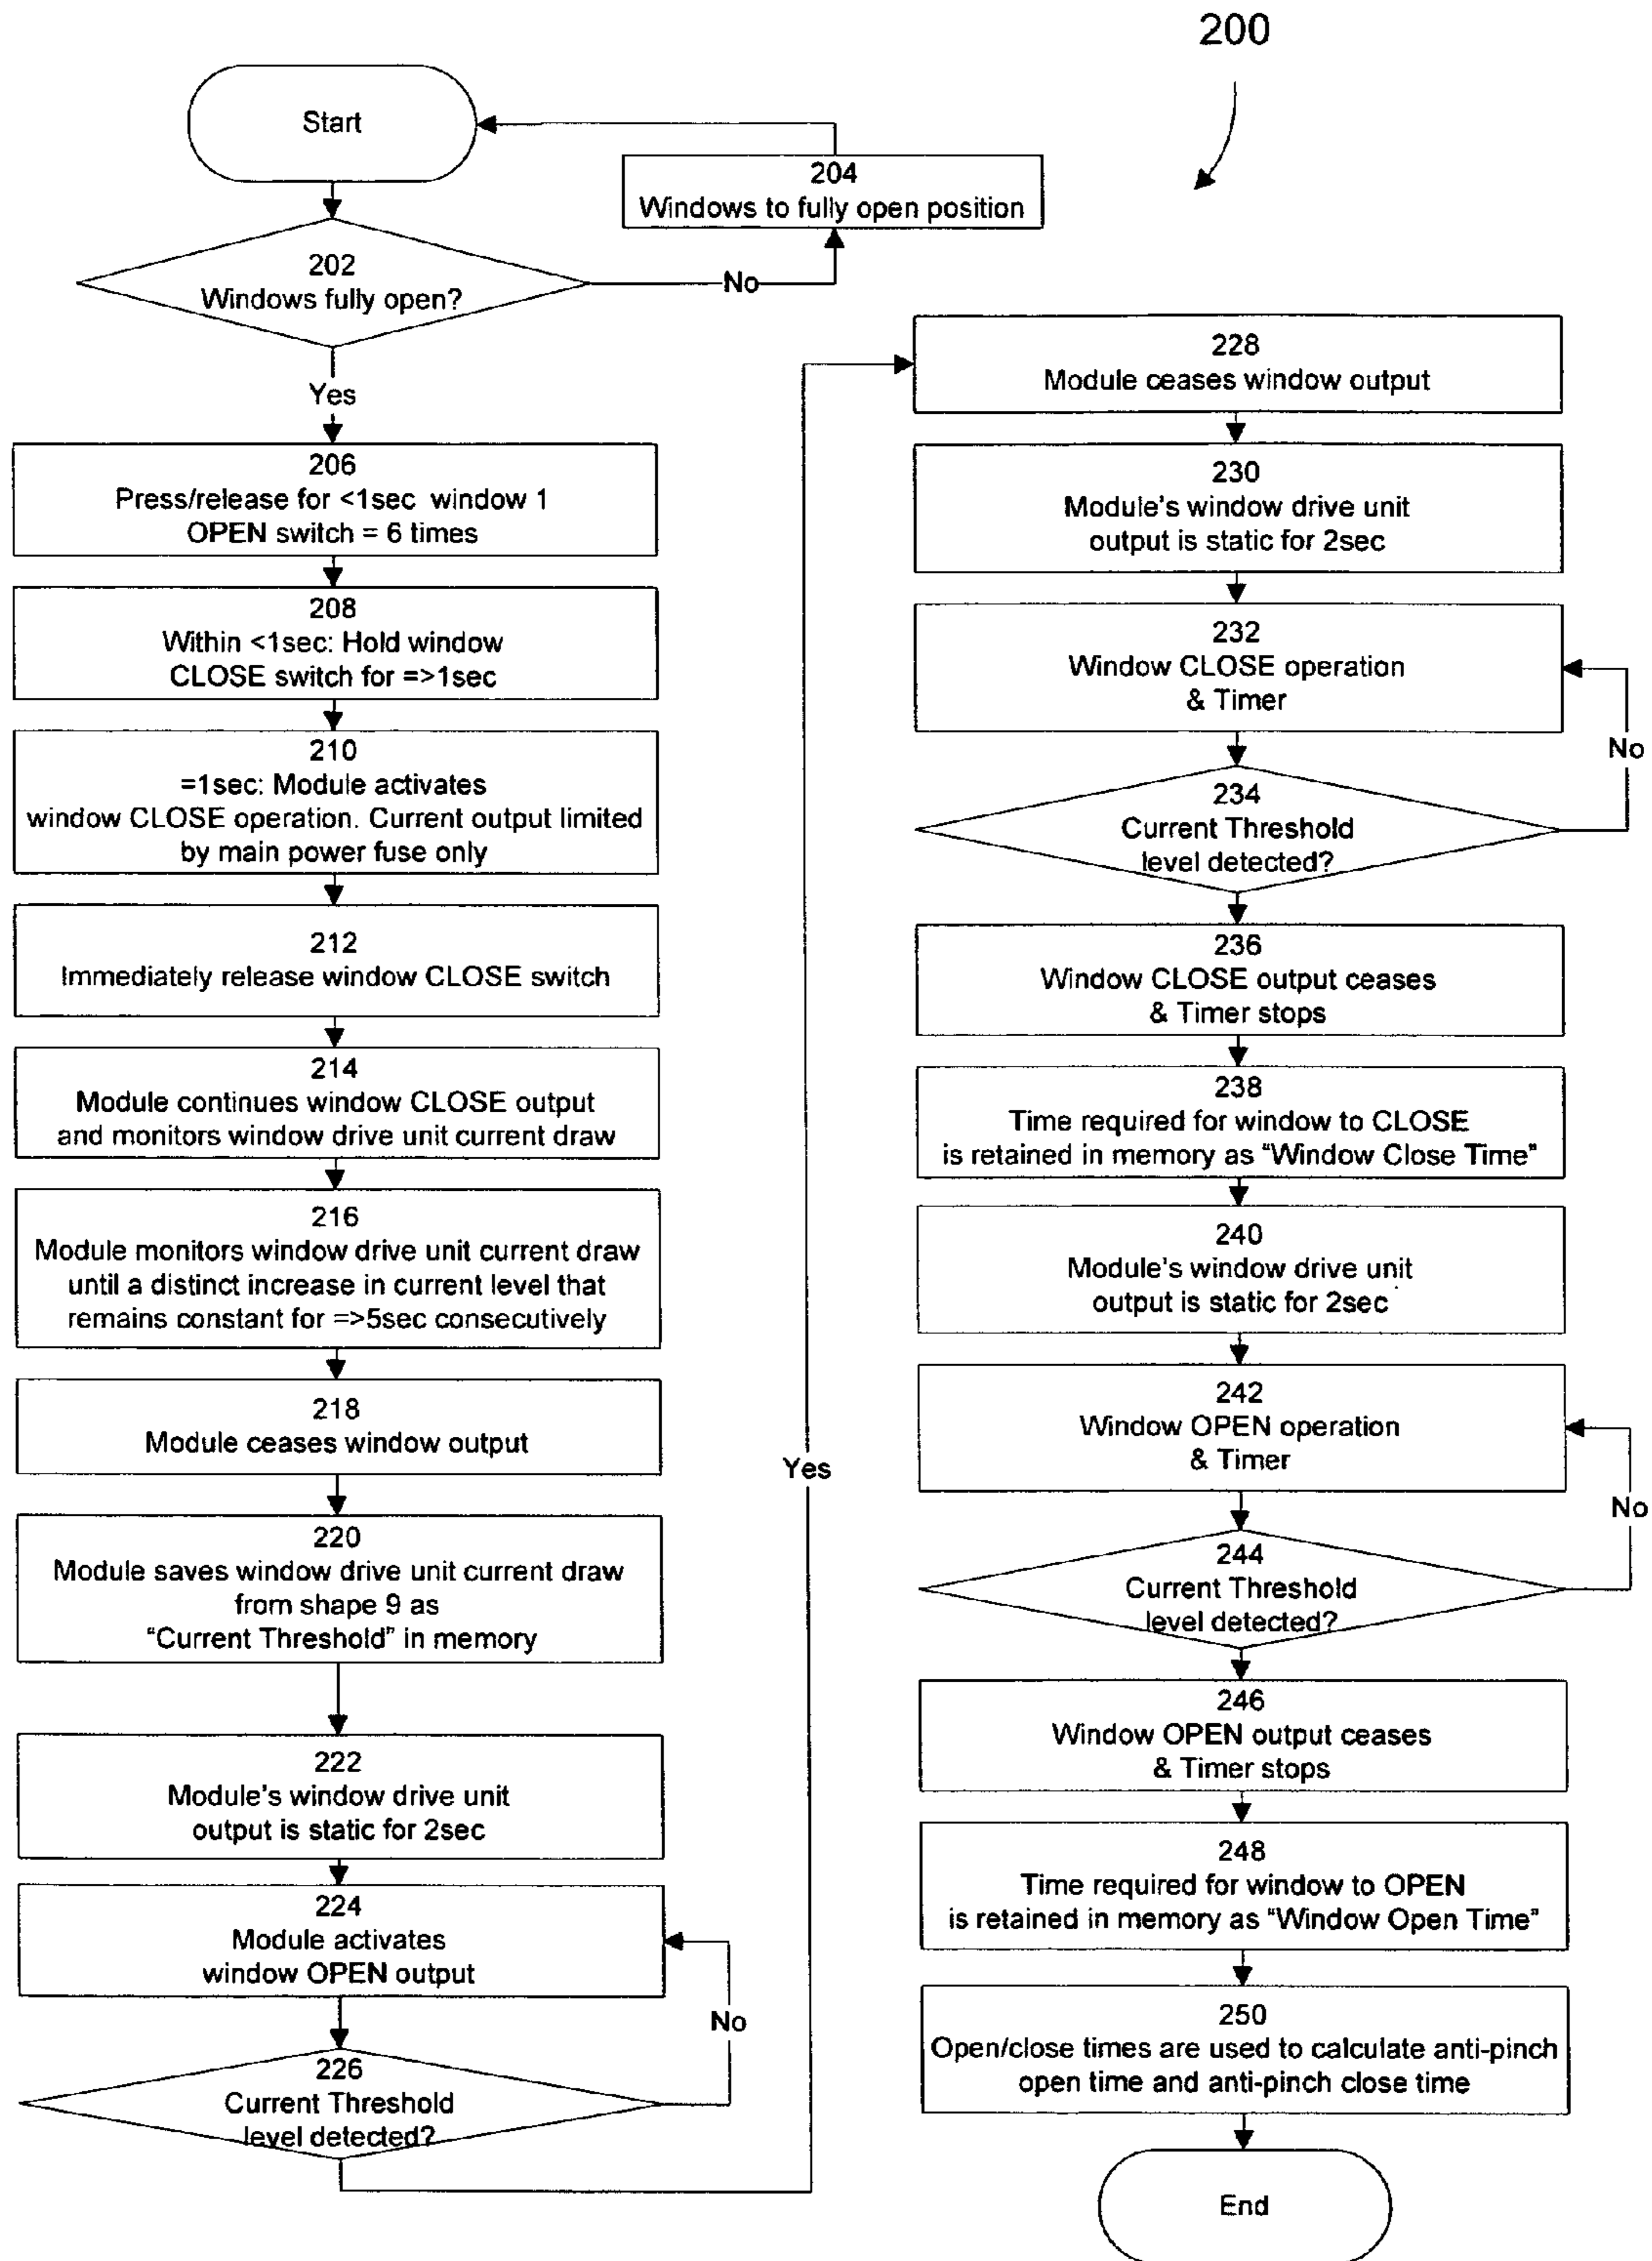 200
Start
204
Windows to fully open position
202
Windows fully open?
No
Yes
206
Press/release for <1sec window 1
OPEN switch = 6 times
208
Within <1sec: Hold window
CLOSE switch for =>1sec
210
=1sec: Module activates
window CLOSE operation. Current output limited
by main power fuse only
212
Immediately release window CLOSE switch
214
Module continues window CLOSE output
and monitors window drive unit current draw
216
Module monitors window drive unit current draw
until a distinct increase in current level that
remains constant for =>5sec consecutively
218
Module ceases window output
220
Module saves window drive unit current draw
from shape 9 as
"Current Threshold" in memory
222
Module's window drive unit
output is static for 2sec
224
Module activates
window OPEN output
No
226
Current Threshold
level detected?
Yes
228
Module ceases window output
230
Module's window drive unit
output is static for 2sec
232
Window CLOSE operation
& Timer
No
234
Current Threshold
level detected?
236
Window CLOSE output ceases
& Timer stops
238
Time required for window to CLOSE
is retained in memory as "Window Close Time"
240
Module's window drive unit
output is static for 2sec
242
Window OPEN operation
& Timer
No
244
Current Threshold
level detected?
246
Window OPEN output ceases
& Timer stops
248
Time required for window to OPEN
is retained in memory as "Window Open Time"
250
Open/close times are used to calculate anti-pinch
open time and anti-pinch close time
End